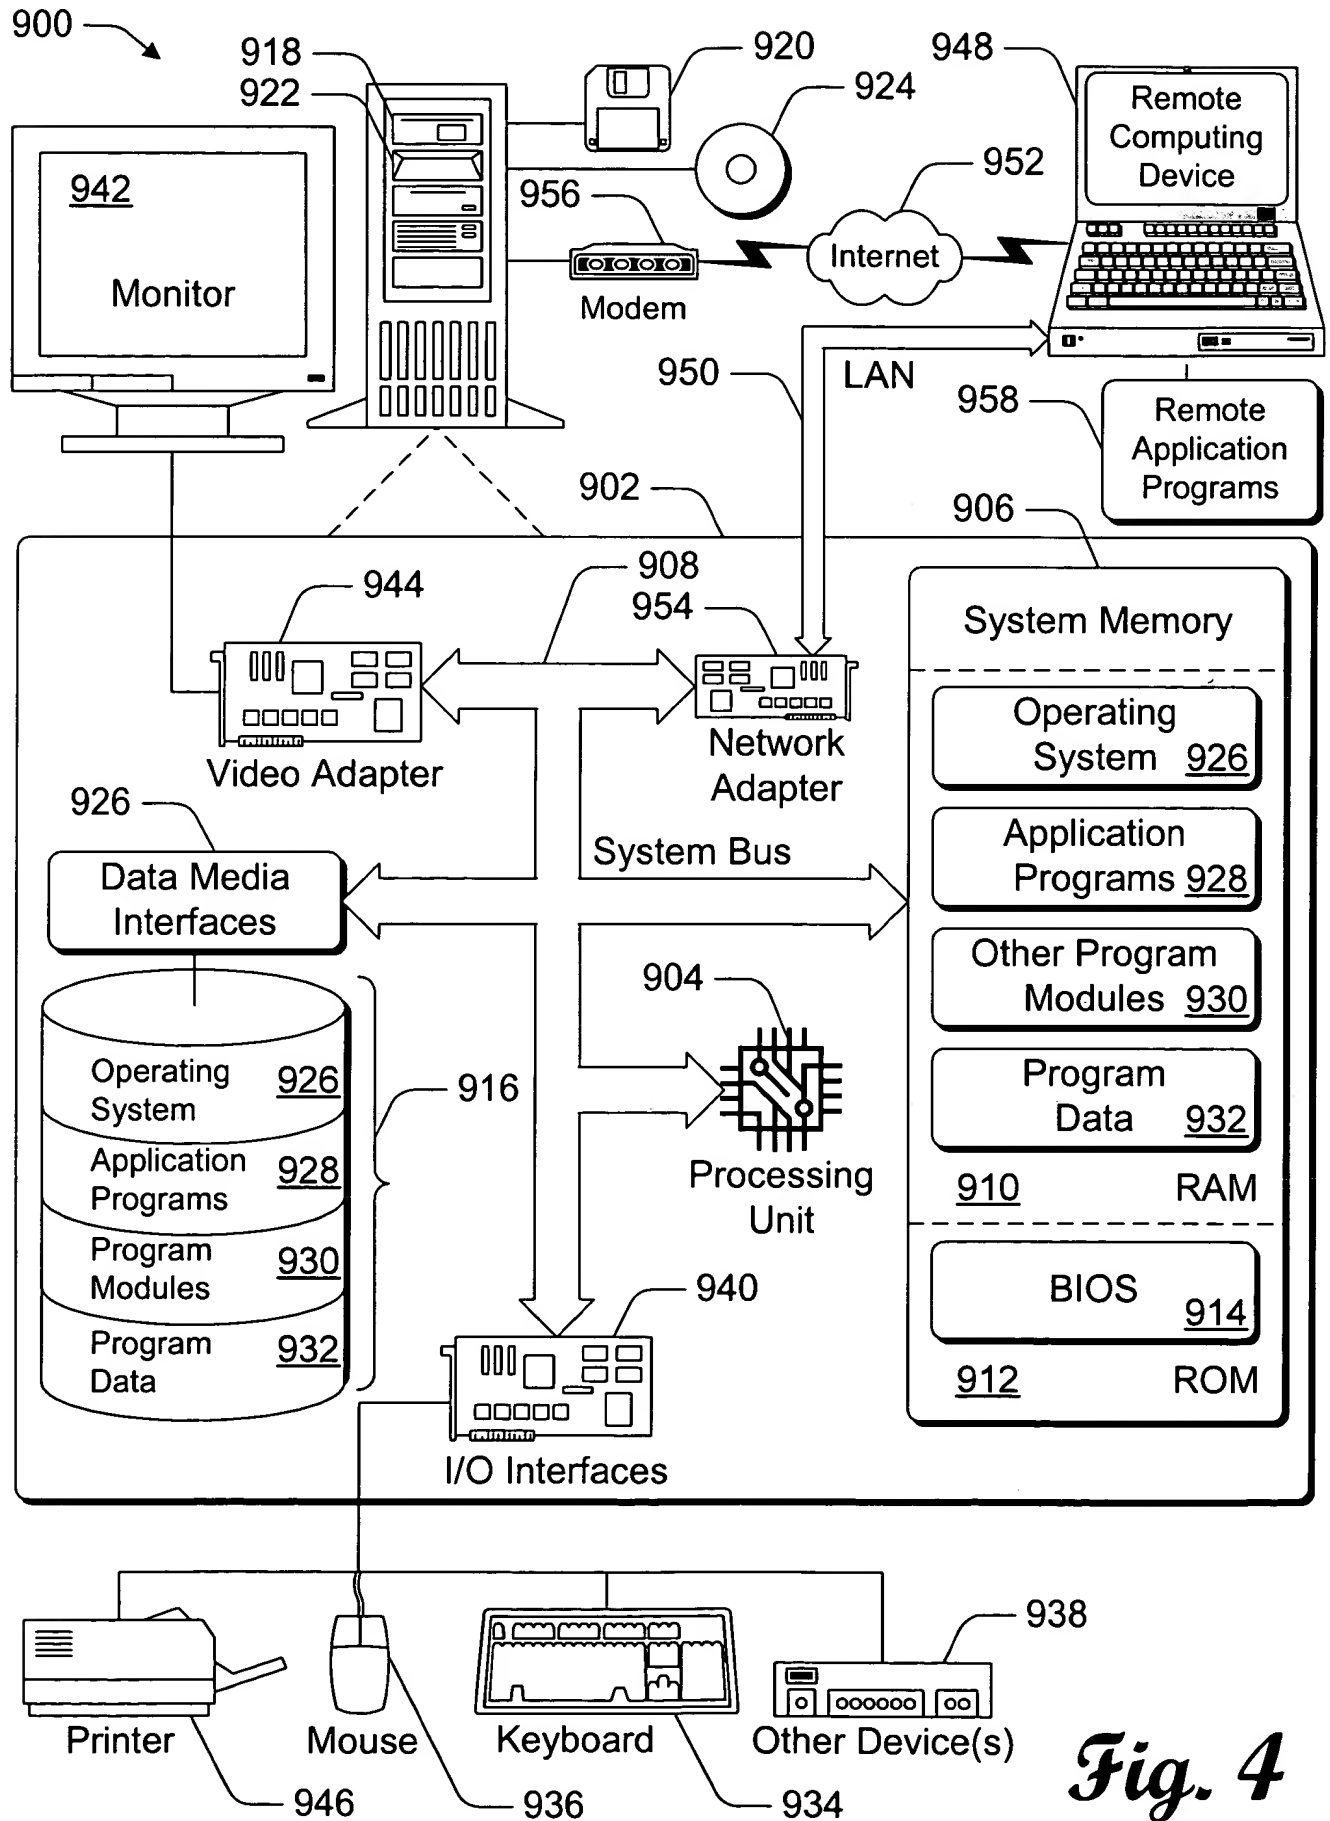 900
918
922
920
924
948
Remote
Computing
Device
942
Monitor
956
Modem
952
Internet
950
LAN
958
Remote
Application
Programs
902
906
944
908
954
Video Adapter
Network
Adapter
System Memory
Operating
System 926
Application
Programs 928
Other Program
Modules 930
Program
Data 932
910 RAM
BIOS
914
912 ROM
926
Data Media
Interfaces
System Bus
904
Processing
Unit
Operating
System 926
Application
Programs 928
Program
Modules 930
Program
Data 932
916
940
I/O Interfaces
938
Printer
Mouse
Keyboard
Other Device(s)
946
936
934
Fig. 4